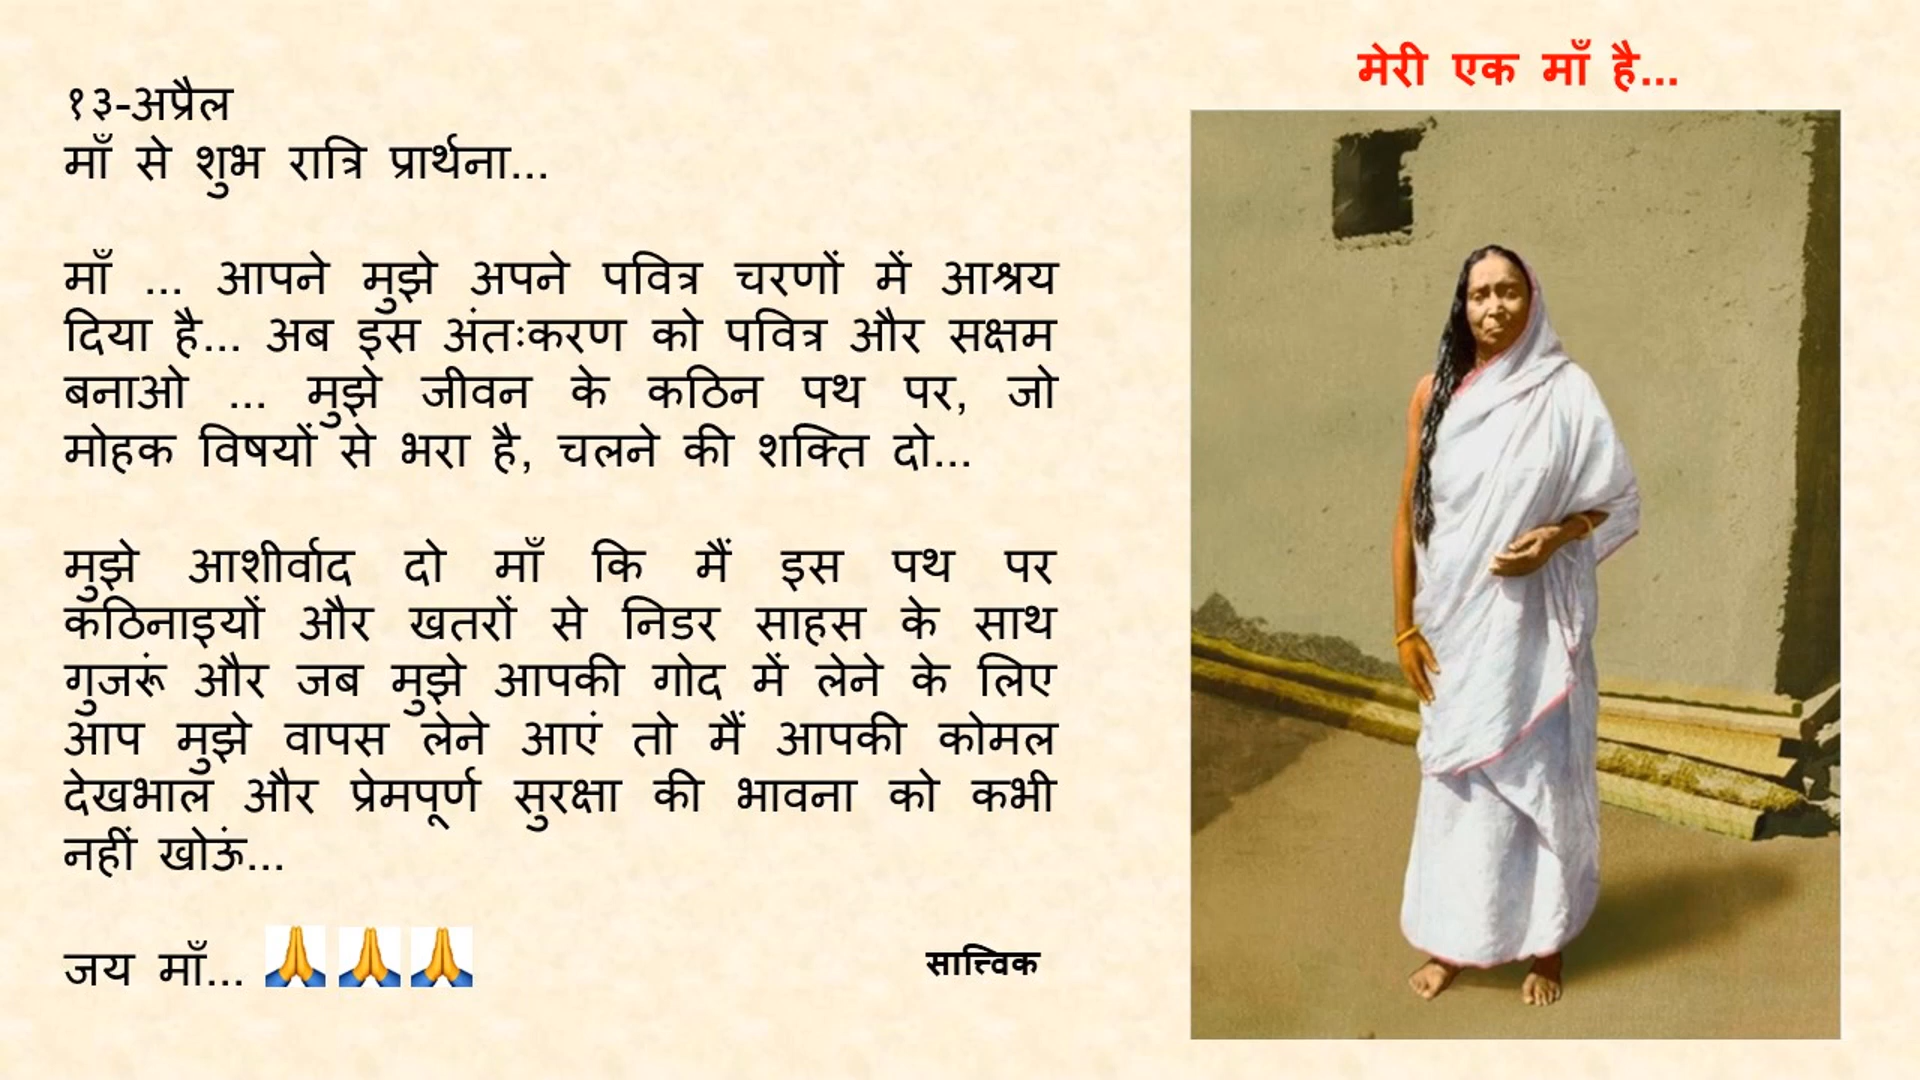 मेरी एक माँ है...
१३-अप्रैल
माँ से शुभ रात्रि प्रार्थना...
माँ ... आपने मुझे अपने पवित्र चरणों में आश्रय
दिया है... अब इस अंतःकरण को पवित्र और सक्षम
बनाओ ... मुझे जीवन के कठिन पथ पर, जो
मोहक विषयों से भरा है, चलने की शक्ति दो...
मुझे आशीर्वाद दो माँ कि मैं इस पथ पर
कठिनाइयों और खतरों से निडर साहस के साथ
गुजरूं और जब मुझे आपकी गोद में लेने के लिए
आप मुझे वापस लेने आएं तो मैं आपकी कोमल
देखभाल और प्रेमपूर्ण सुरक्षा की भावना को कभी
नहीं खोऊं...
जय माँ... 🙏🙏🙏
सात्त्विक